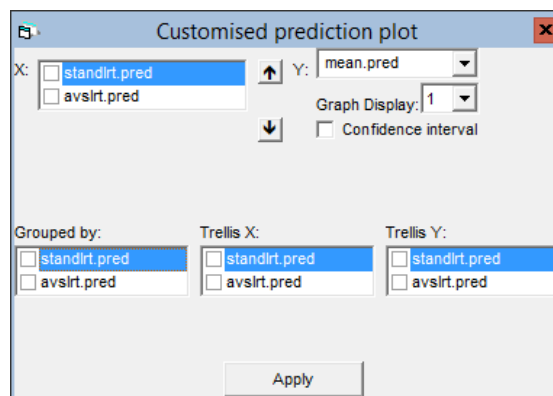 Customised prediction plot
X:
standlrt.pred
avslrt.pred
Y:
mean.pred
Graph Display:
1
Confidence interval
Grouped by:
standlrt.pred
avslrt.pred
Trellis X:
standlrt.pred
avslrt.pred
Trellis Y:
standlrt.pred
avslrt.pred
Apply